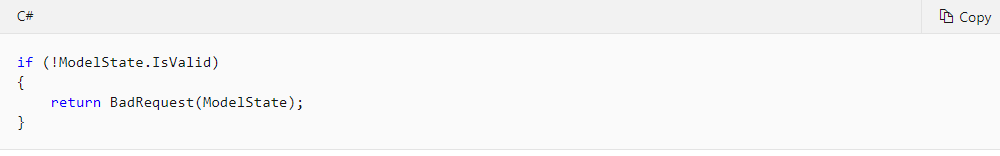 C#
Copy
if (!ModelState.IsValid)
{
    return BadRequest(ModelState);
}